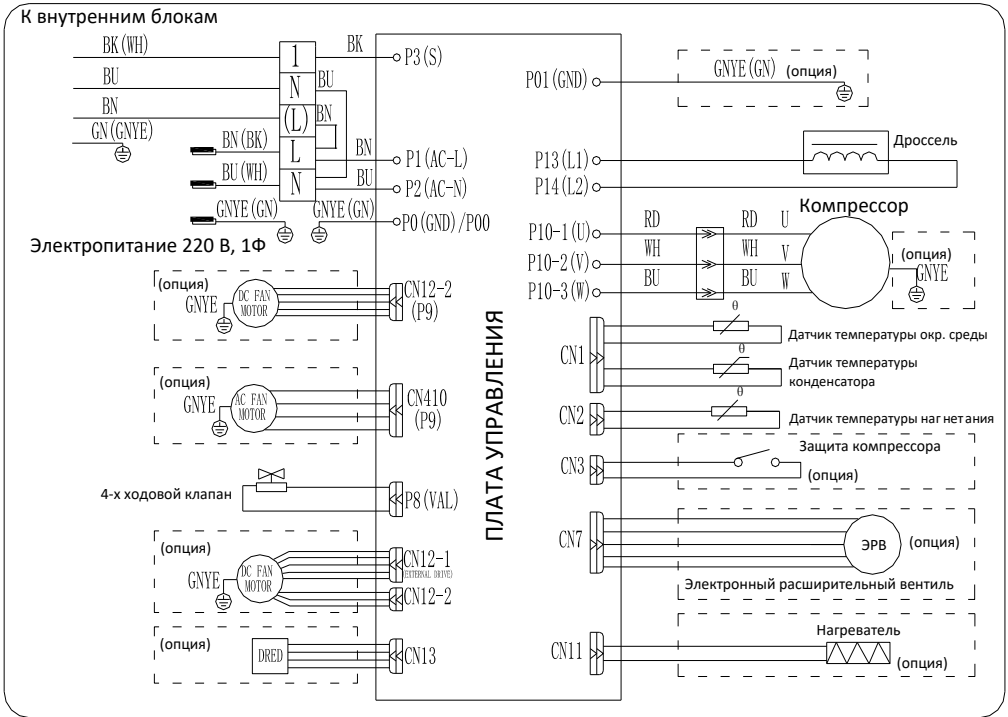 К внутренним блокам
BK(WH)
BU
BN
GN(GNYE)
1
N
(L)
L
N
BK
BU
BN
BN
BU
P3(S)
P1(AC-L)
P2(AC-N)
P0(GND)/P00
BN(BK)
BU(WH)
GNYE(GN)
GNYE(GN)
Электропитание 220 В, 1Ф
(опция)
GNYE
DC FAN
MOTOR
CN12-2
(P9)
(опция)
GNYE
AC FAN
MOTOR
CN410
(P9)
4-х ходовой клапан
P8(VAL)
(опция)
GNYE
DC FAN
MOTOR
CN12-1
(EXTERNAL DRIVE)
CN12-2
(опция)
DRED
CN13
ПЛАТА УПРАВЛЕНИЯ
P01(GND)
GNYE(GN)
(опция)
P13(L1)
P14(L2)
Дроссель
Компрессор
P10-1(U)
RD
RD
U
P10-2(V)
WH
WH
V
P10-3(W)
BU
BU
W
(опция)
GNYE
CN1
θ
Датчик температуры окр. среды
θ
Датчик температуры
конденсатора
CN2
θ
Датчик температуры нагнетания
CN3
Защита компрессора
(опция)
CN7
ЭРВ
(опция)
Электронный расширительный вентиль
CN11
Нагреватель
(опция)